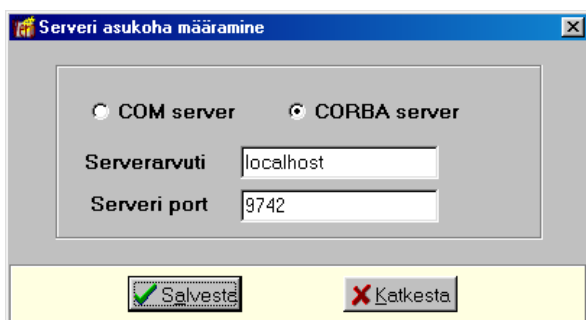 Serveri asukoha määramine
COM server CORBA server
Serverarvuti localhost
Serveri port 9742
Salvesta Katkesta